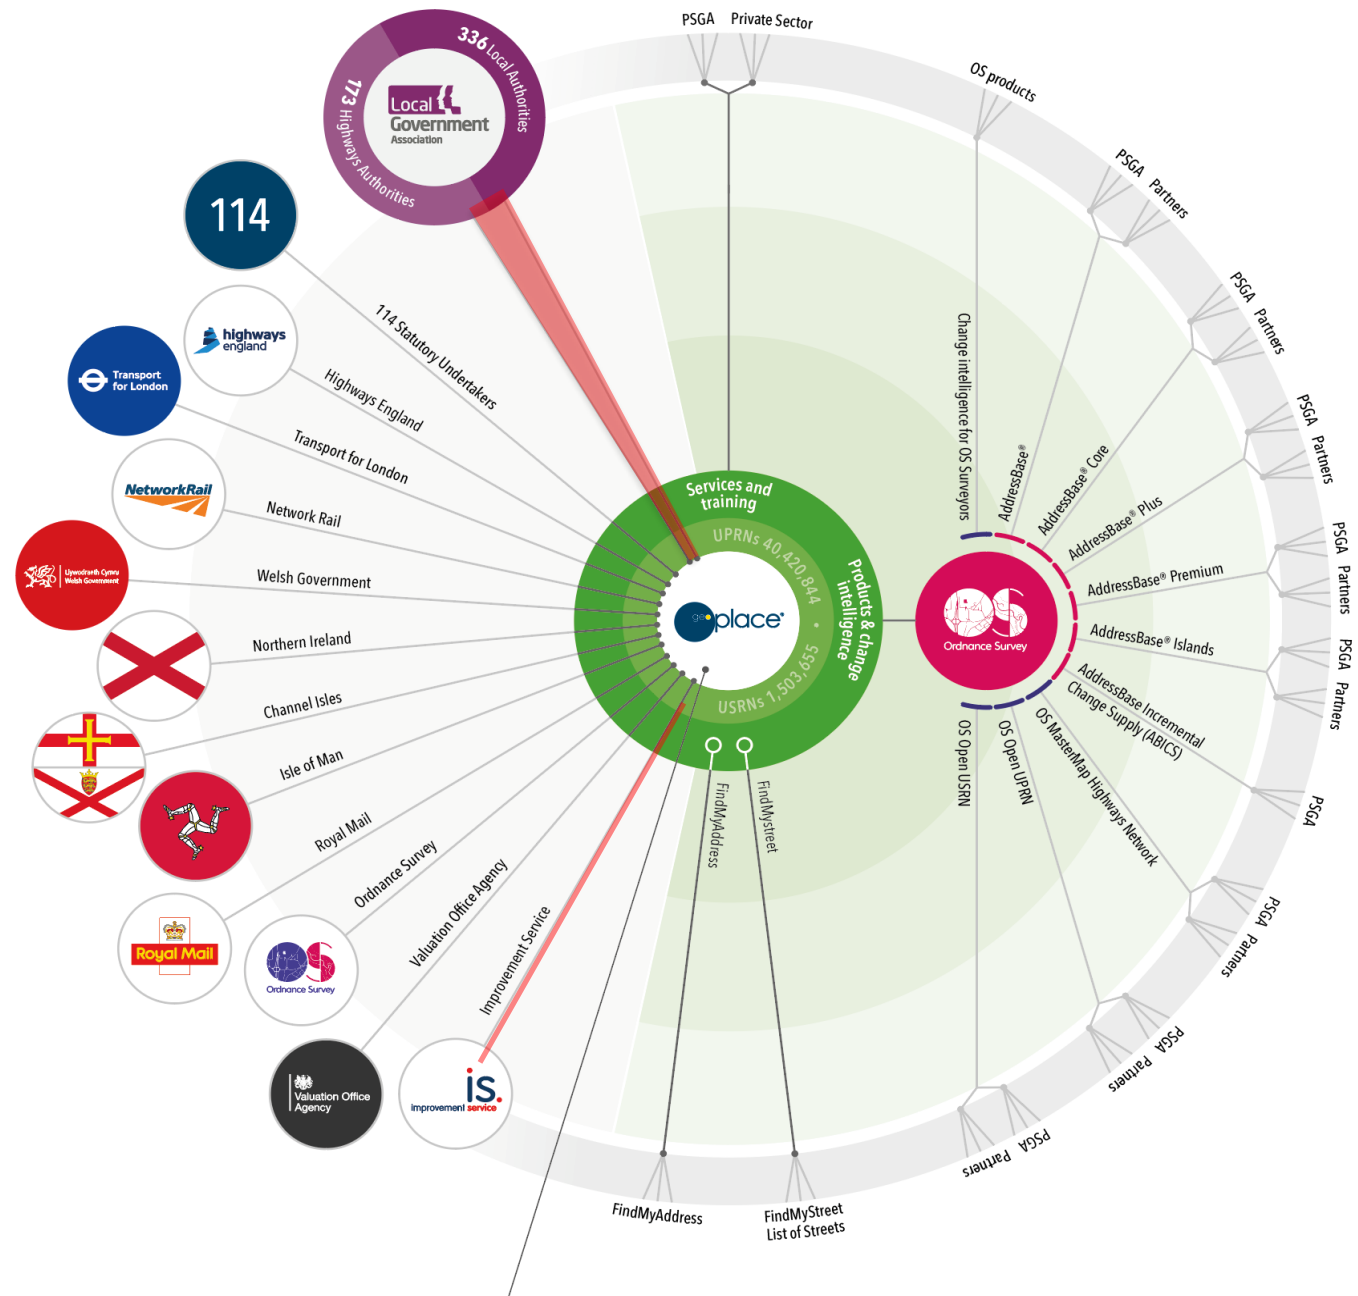 PSGA
Private Sector
OS products
336 Local Authorities
173 Highways Authorities
Local
Government
Association
114
114 Statutory Undertakers
highways
england
Highways England
Transport
for London
Transport for London
NetworkRail
Network Rail
Llywodraeth Cymru
Welsh Government
Welsh Government
Northern Ireland
Channel Isles
Isle of Man
Royal Mail
Royal Mail
Ordnance Survey
Ordnance Survey
Valuation Office Agency
Valuation Office
Agency
Improvement Service
is.
improvement service
Services and
training
UPRNs 40,420,844
•
USRNs 1,503,655
Products & change
intelligence
geoplace®
FindMyAddress
FindMystreet
FindMyAddress
FindMyStreet
List of Streets
OS
Ordnance Survey
Change intelligence for OS Surveyors
AddressBase®
AddressBase® Core
AddressBase® Plus
AddressBase® Premium
AddressBase® Islands
AddressBase Incremental
Change Supply (ABICS)
OS MasterMap Highways Network
OS Open UPRN
OS Open USRN
PSGA Partners
PSGA Partners
PSGA Partners
PSGA Partners
PSGA Partners
PSGA
PSGA Partners
PSGA Partners
PSGA Partners